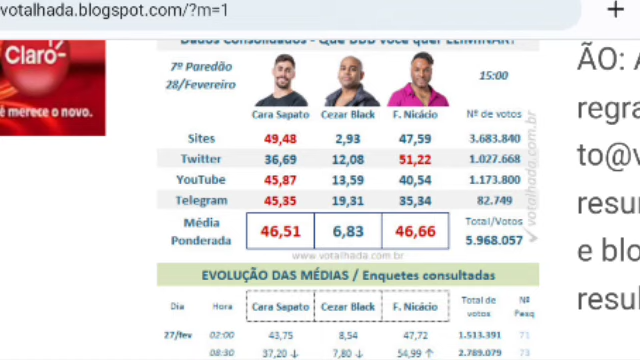 votalhada.blogspot.com/?m=1
+
Claro-
é merece o novo.
Dados Consolidados - Que BBB você quer ELIMINAR?
7º Paredão
28/Fevereiro
15:00
Cara Sapato Cezar Black F. Nicácio Nº de votos
Sites 49,48 2,93 47,59 3.683.840
Twitter 36,69 12,08 51,22 1.027.668
YouTube 45,87 13,59 40,54 1.173.800
Telegram 45,35 19,31 35,34 82.749
Média
Ponderada 46,51 6,83 46,66 Total/Votos
5.968.057
www.votalhada.com.br
votalhada.com.br
EVOLUÇÃO DAS MÉDIAS / Enquetes consultadas
Dia Hora Cara Sapato Cezar Black F. Nicácio Total de
votos Nº
Pesq
27/fev 02:00 43,75 8,54 47,72 1.513.391 71
08:30 37,20 ↓ 7,80 ↓ 54,99 ↑ 2.789.079 73
ÃO: A
regra
to@v
resu
e blo
resul